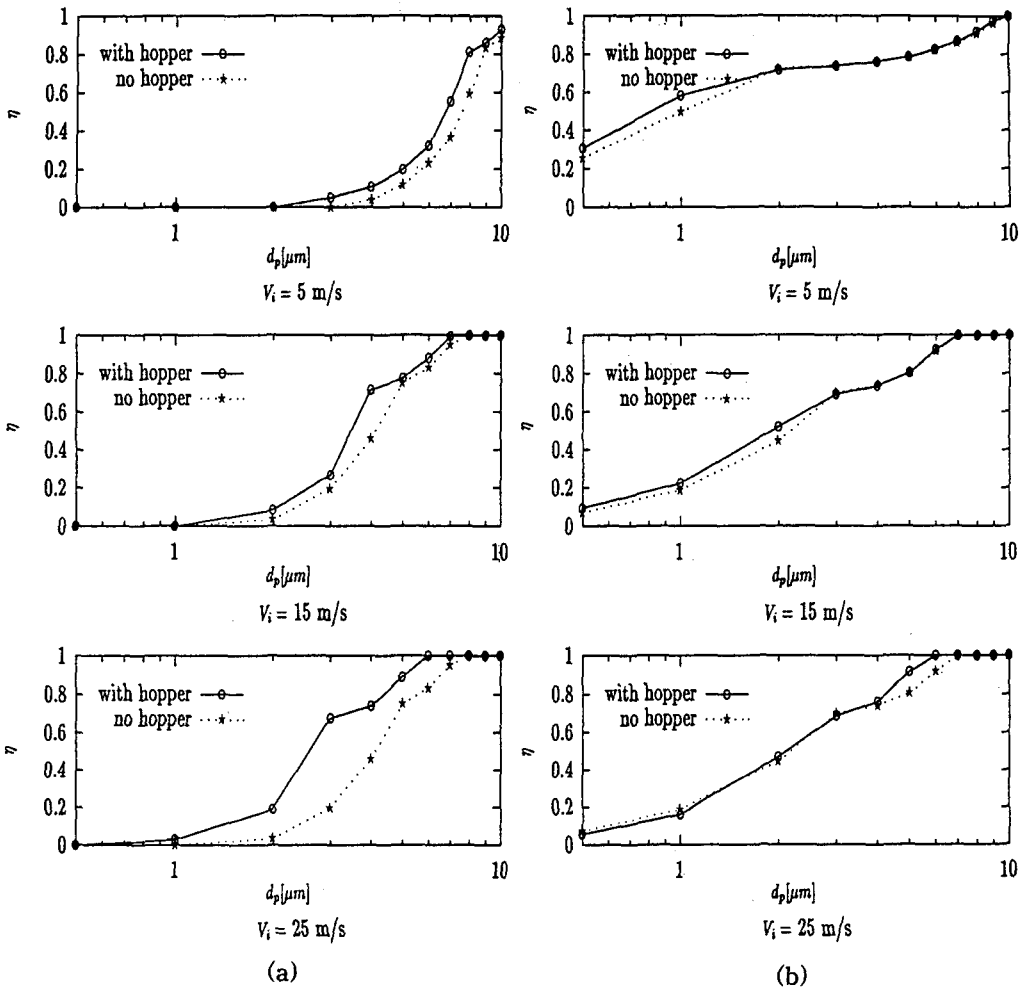 1
0.8
0.6
0.4
0.2
0
η
with hopper
no hopper
1
10
d_p[μm]
V_i = 5 m/s
1
0.8
0.6
0.4
0.2
0
η
with hopper
no hopper
1
10
d_p[μm]
V_i = 5 m/s
1
0.8
0.6
0.4
0.2
0
η
with hopper
no hopper
1
10
d_p[μm]
V_i = 15 m/s
1
0.8
0.6
0.4
0.2
0
η
with hopper
no hopper
1
10
d_p[μm]
V_i = 15 m/s
1
0.8
0.6
0.4
0.2
0
η
with hopper
no hopper
1
10
d_p[μm]
V_i = 25 m/s
(a)
1
0.8
0.6
0.4
0.2
0
η
with hopper
no hopper
1
10
d_p[μm]
V_i = 25 m/s
(b)